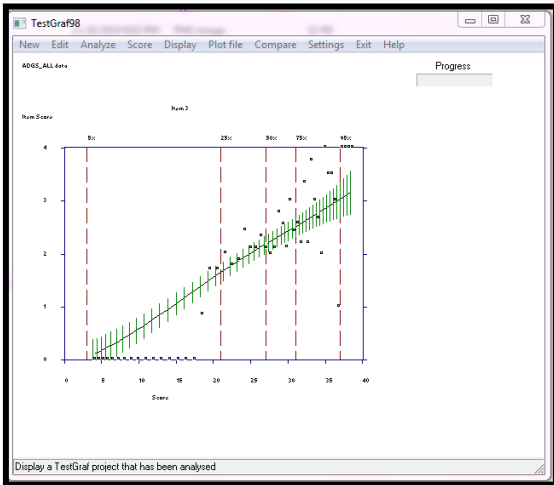 TestGraf98
New Edit Analyze Score Display Plot file Compare Settings Exit Help
ADGS_ALL data
Progress
Item 3
Item Score
5% 25% 50% 75% 95%
4
3
2
1
0
0 5 10 15 20 25 30 35 40
Score
Display a TestGraf project that has been analysed